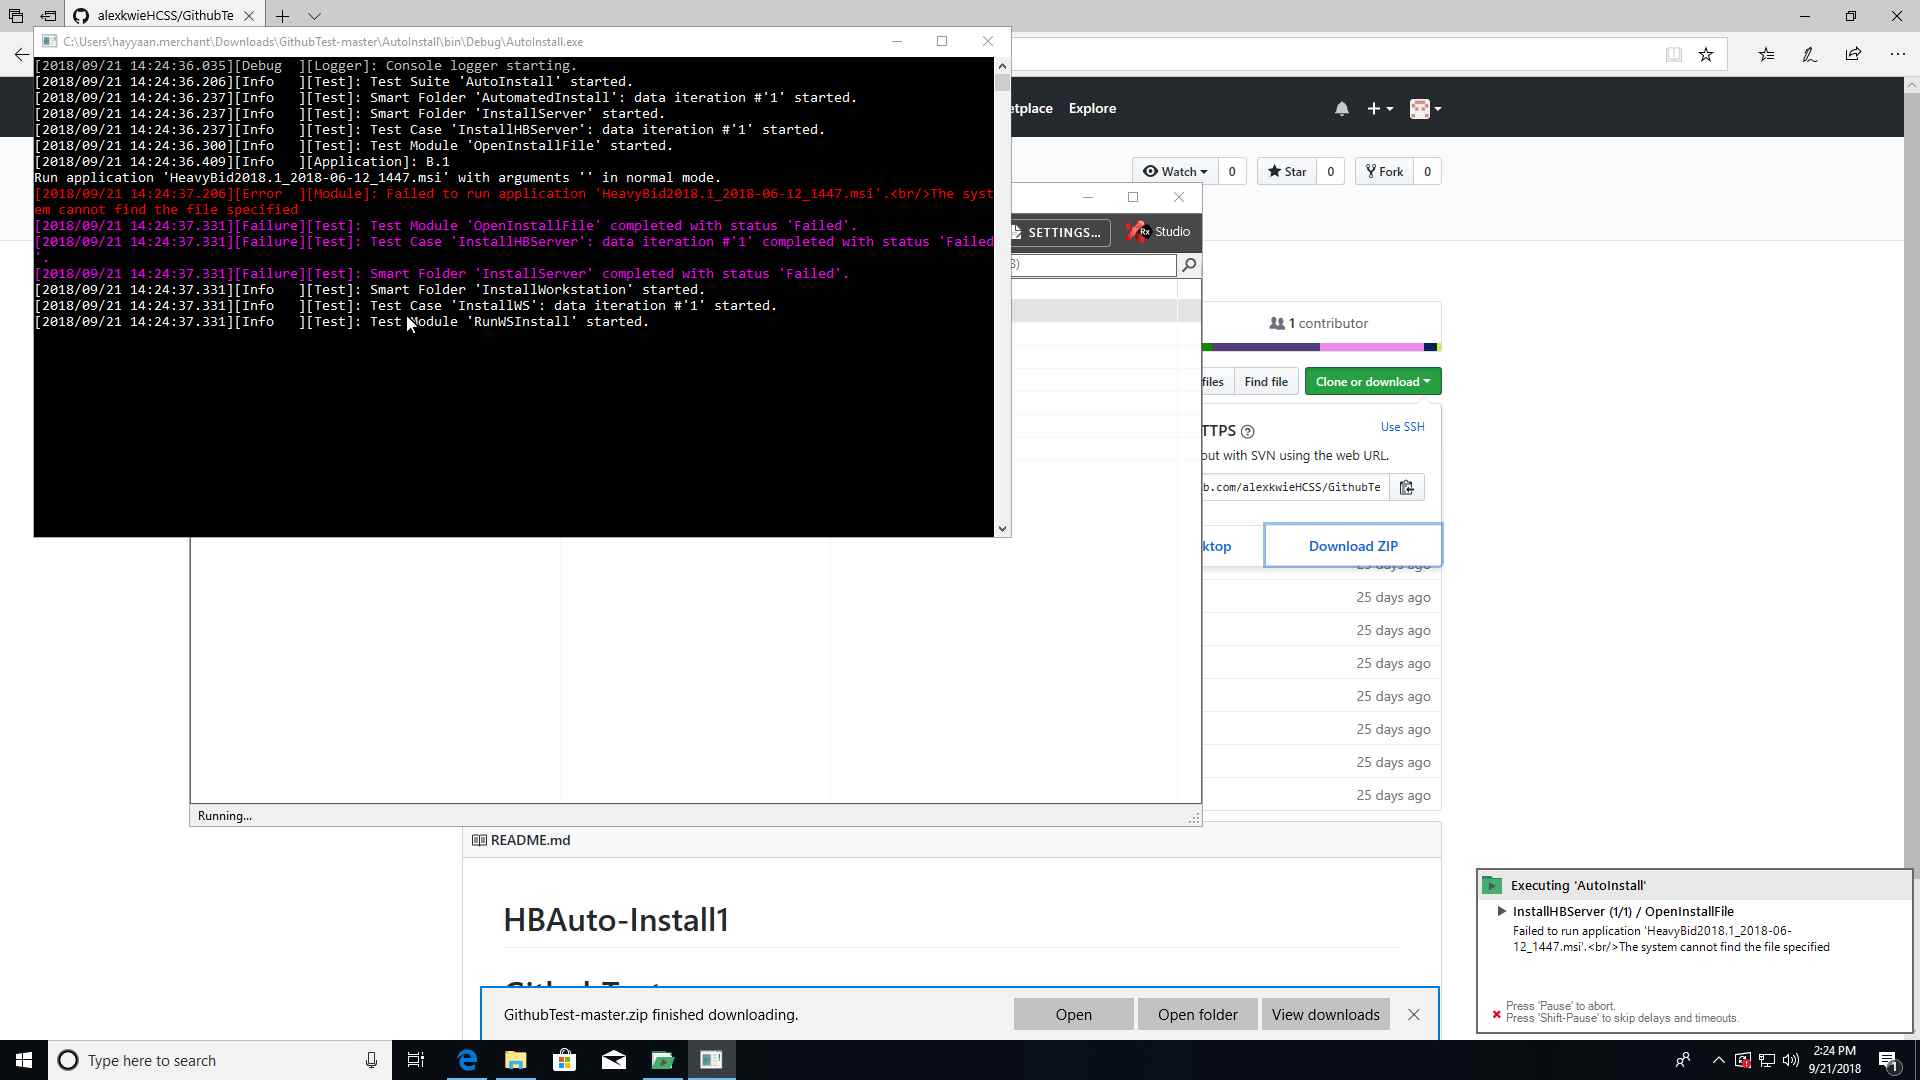 alexkwieHCSS/GithubTe
C:\Users\hayyaan.merchant\Downloads\GithubTest-master\AutoInstall\bin\Debug\AutoInstall.exe
[2018/09/21 14:24:36.035][Debug  ][Logger]: Console logger starting.
[2018/09/21 14:24:36.206][Info   ][Test]: Test Suite 'AutoInstall' started.
[2018/09/21 14:24:36.237][Info   ][Test]: Smart Folder 'AutomatedInstall': data iteration #'1' started.
[2018/09/21 14:24:36.237][Info   ][Test]: Smart Folder 'InstallServer' started.
[2018/09/21 14:24:36.237][Info   ][Test]: Test Case 'InstallHBServer': data iteration #'1' started.
[2018/09/21 14:24:36.300][Info   ][Test]: Test Module 'OpenInstallFile' started.
[2018/09/21 14:24:36.409][Info   ][Application]: B.1
Run application 'HeavyBid2018.1_2018-06-12_1447.msi' with arguments '' in normal mode.
[2018/09/21 14:24:37.206][Error  ][Module]: Failed to run application 'HeavyBid2018.1_2018-06-12_1447.msi'.<br/>The syst
em cannot find the file specified
[2018/09/21 14:24:37.331][Failure][Test]: Test Module 'OpenInstallFile' completed with status 'Failed'.
[2018/09/21 14:24:37.331][Failure][Test]: Test Case 'InstallHBServer': data iteration #'1' completed with status 'Failed
'.
[2018/09/21 14:24:37.331][Failure][Test]: Smart Folder 'InstallServer' completed with status 'Failed'.
[2018/09/21 14:24:37.331][Info   ][Test]: Smart Folder 'InstallWorkstation' started.
[2018/09/21 14:24:37.331][Info   ][Test]: Test Case 'InstallWS': data iteration #'1' started.
[2018/09/21 14:24:37.331][Info   ][Test]: Test Module 'RunWSInstall' started.
etplace Explore
Watch 0 Star 0 Fork 0
SETTINGS... Rx Studio
3)
1 contributor
files Find file Clone or download
TTPS Use SSH
out with SVN using the web URL.
b.com/alexkwieHCSS/GithubTe
ktop Download ZIP
25 days ago
25 days ago
25 days ago
25 days ago
25 days ago
25 days ago
25 days ago
25 days ago
Running...
README.md
HBAuto-Install1
GithubTest
GithubTest-master.zip finished downloading.
Open Open folder View downloads
Executing 'AutoInstall'
InstallHBServer (1/1) / OpenInstallFile
Failed to run application 'HeavyBid2018.1_2018-06-
12_1447.msi'.<br/>The system cannot find the file specified
Press 'Pause' to abort.
Press 'Shift-Pause' to skip delays and timeouts.
Type here to search
2:24 PM
9/21/2018
1